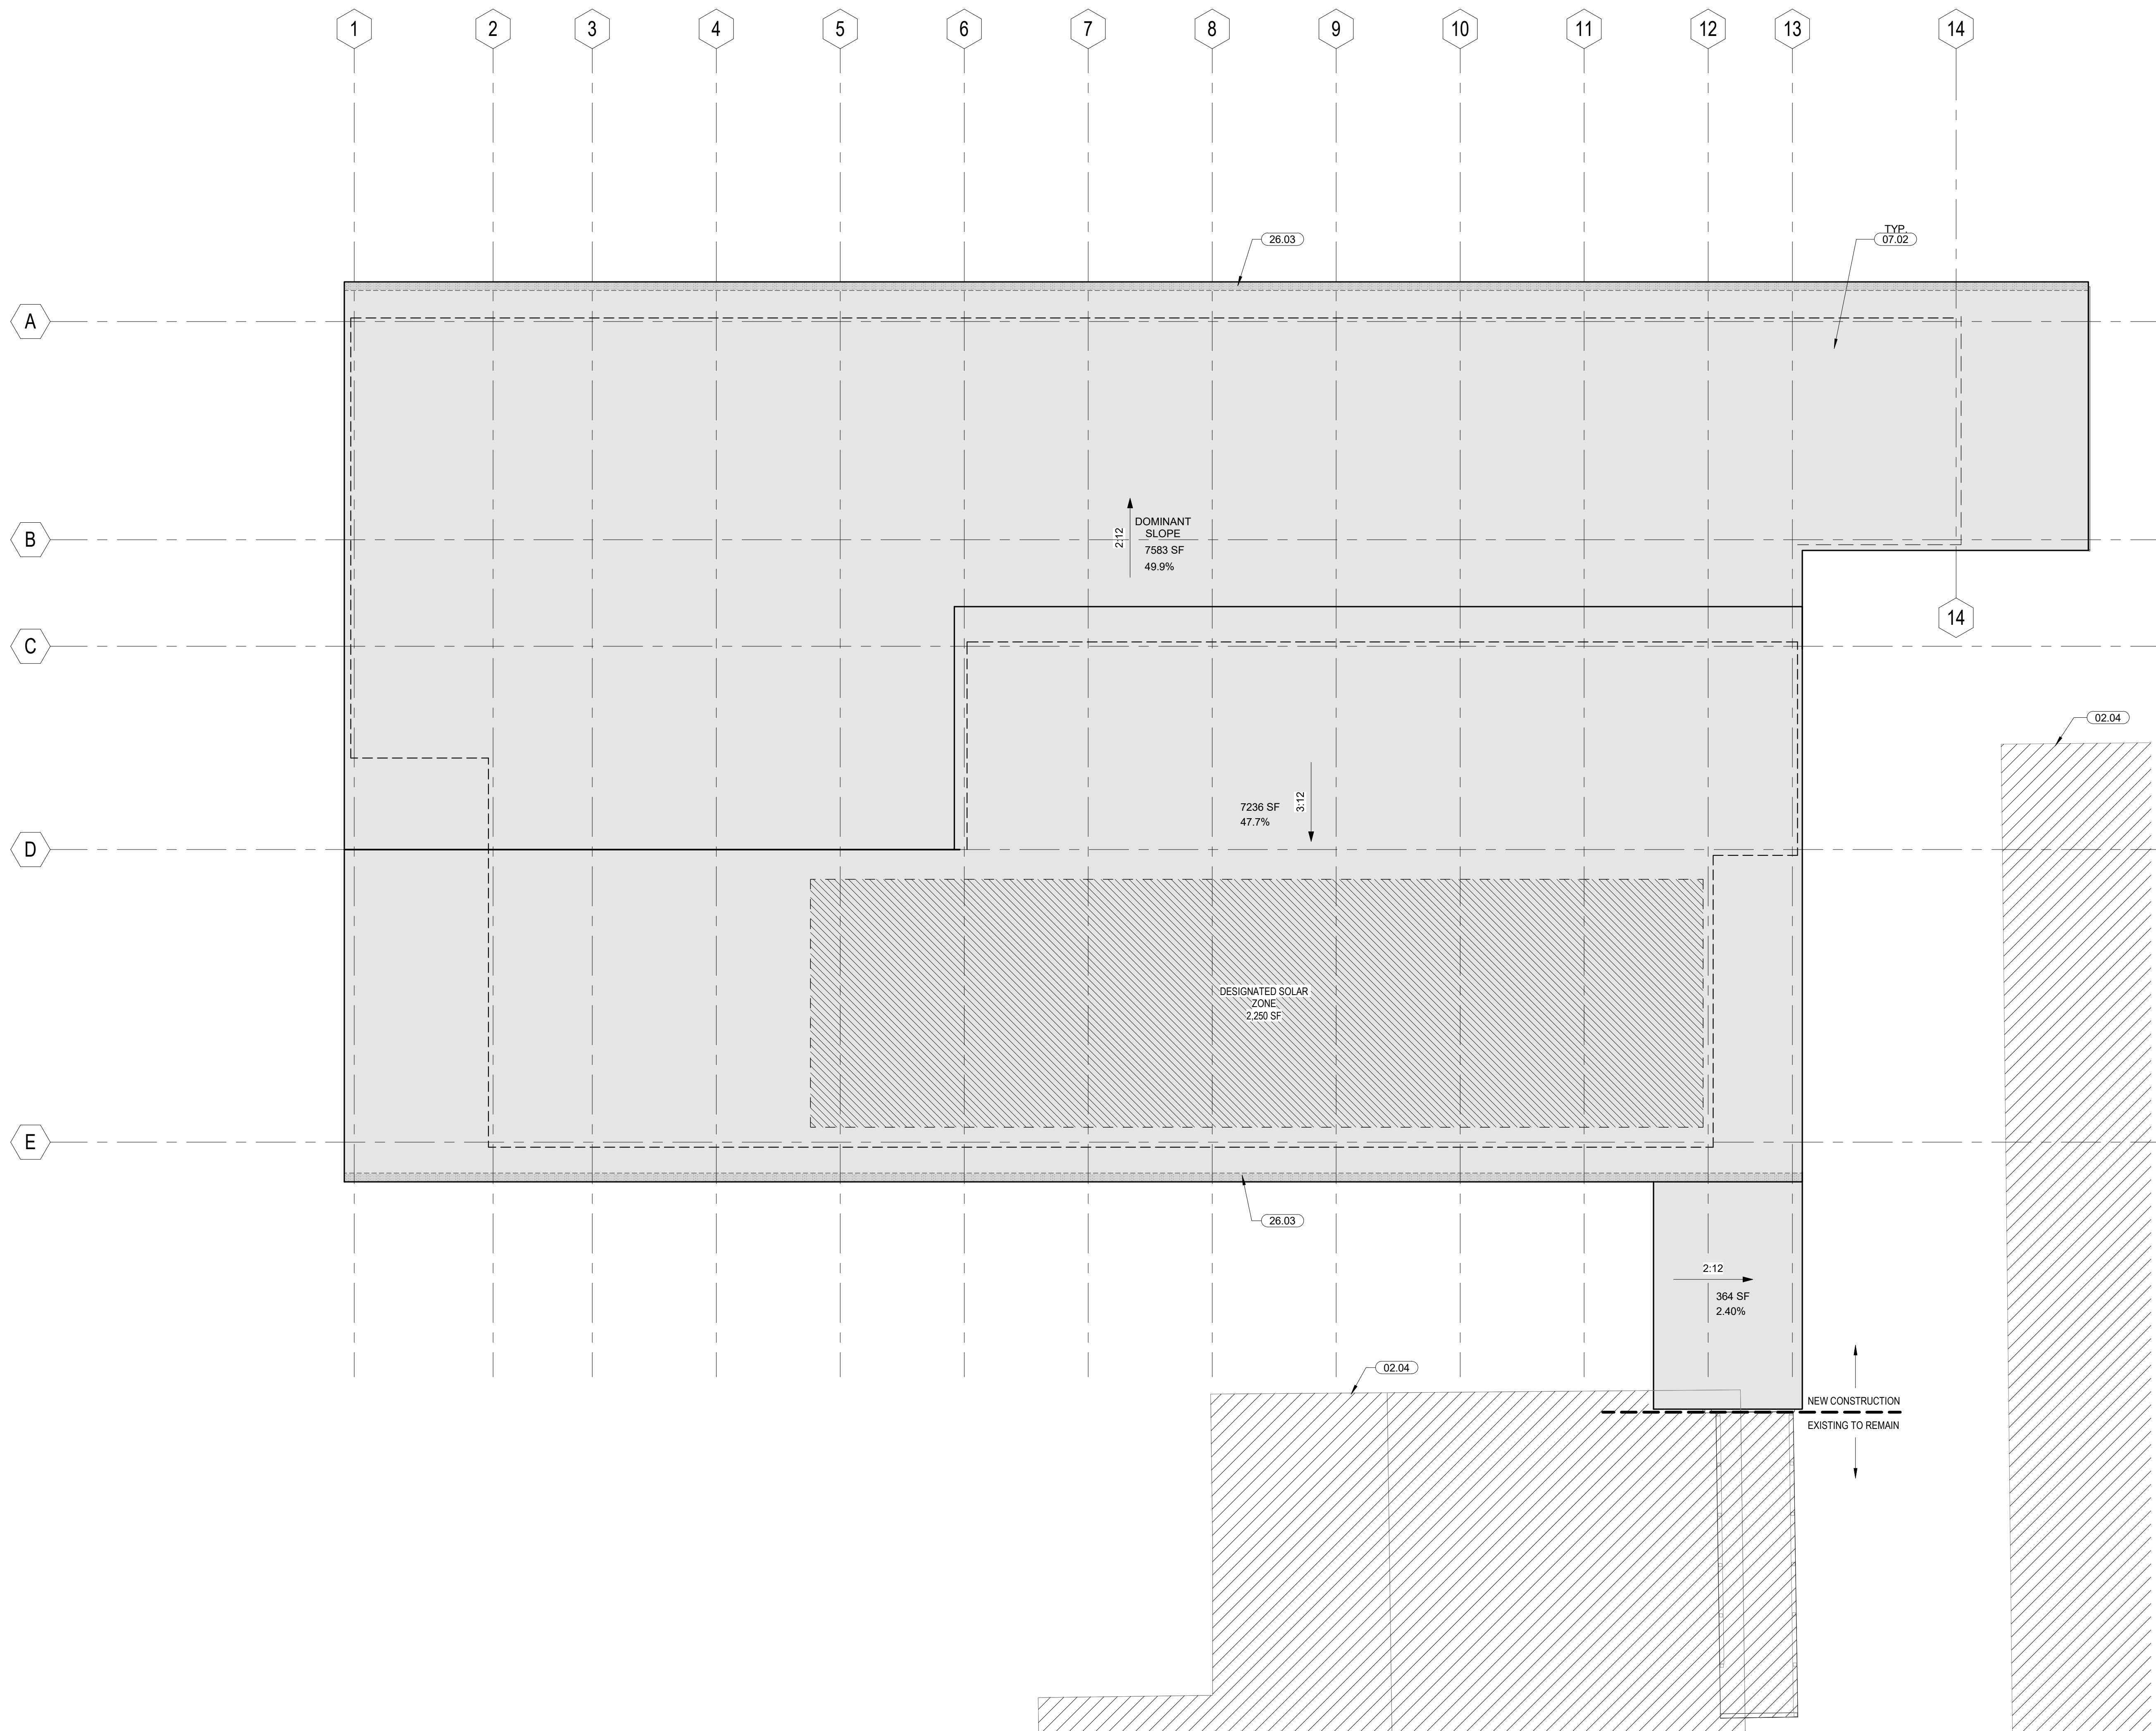 1
2
3
4
5
6
7
8
9
10
11
12
13
14
26.03
TYP.
07.02
A
B
2:12
DOMINANT
SLOPE
7583 SF
49.9%
14
C
02.04
7236 SF
47.7%
3:12
D
DESIGNATED SOLAR
ZONE
2,250 SF
E
26.03
2:12
364 SF
2.40%
02.04
NEW CONSTRUCTION
EXISTING TO REMAIN